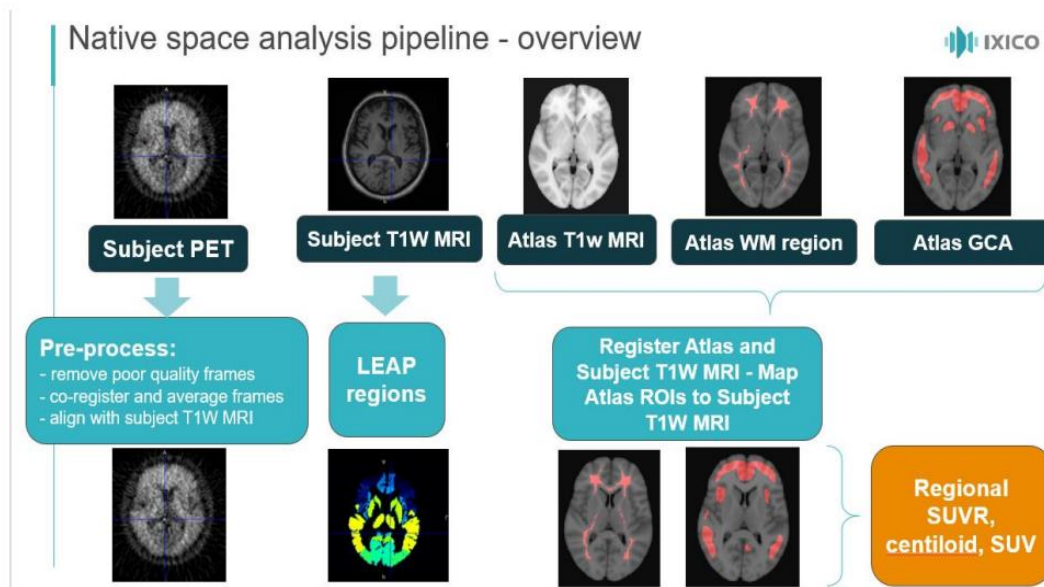 Native space analysis pipeline - overview
IXICO
Subject PET
Subject T1W MRI
Atlas T1w MRI
Atlas WM region
Atlas GCA
Pre-process:
- remove poor quality frames
- co-register and average frames
- align with subject T1W MRI
LEAP
regions
Register Atlas and
Subject T1W MRI - Map
Atlas ROIs to Subject
T1W MRI
Regional
SUVR,
centiloid, SUV